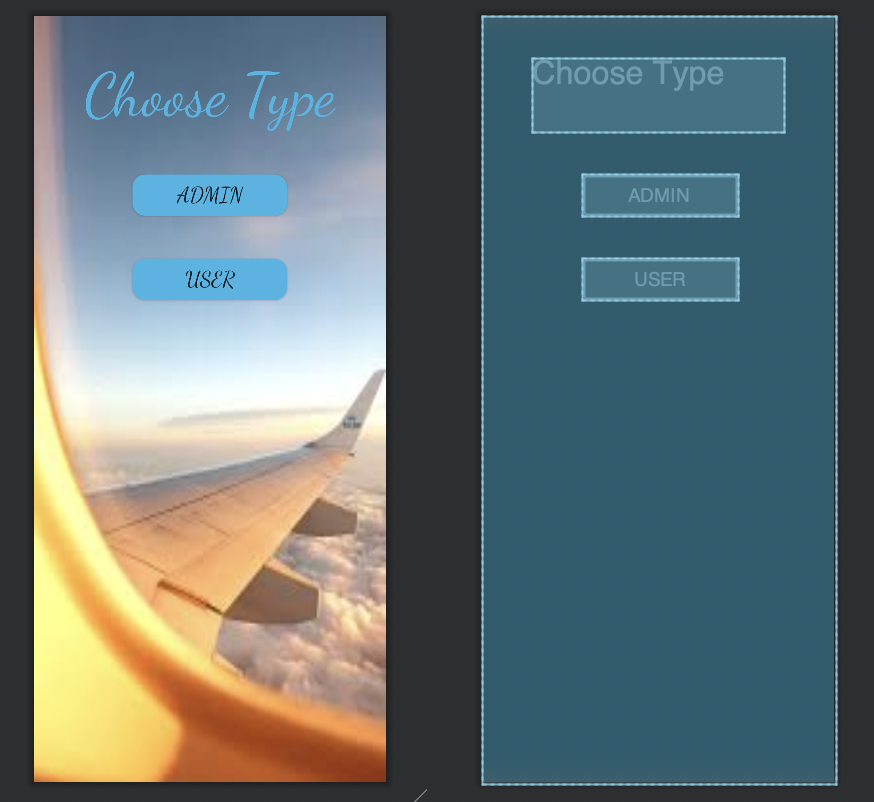 Choose Type
ADMIN
USER
Choose Type
ADMIN
USER